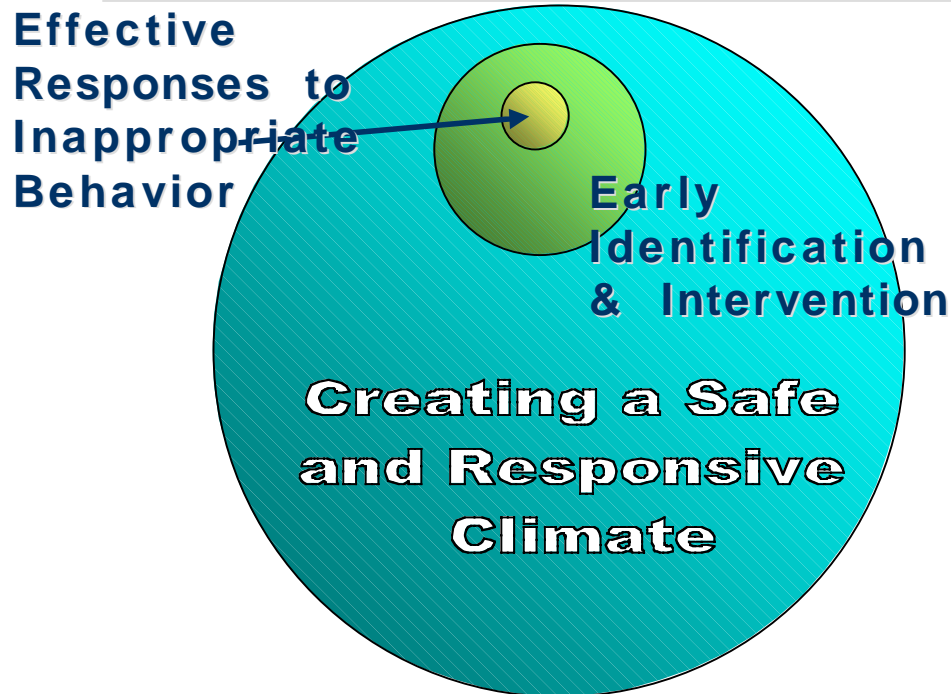 Effective
Responses to
Inappropriate
Behavior
Early
Identification
& Intervention
Creating a Safe
and Responsive
Climate